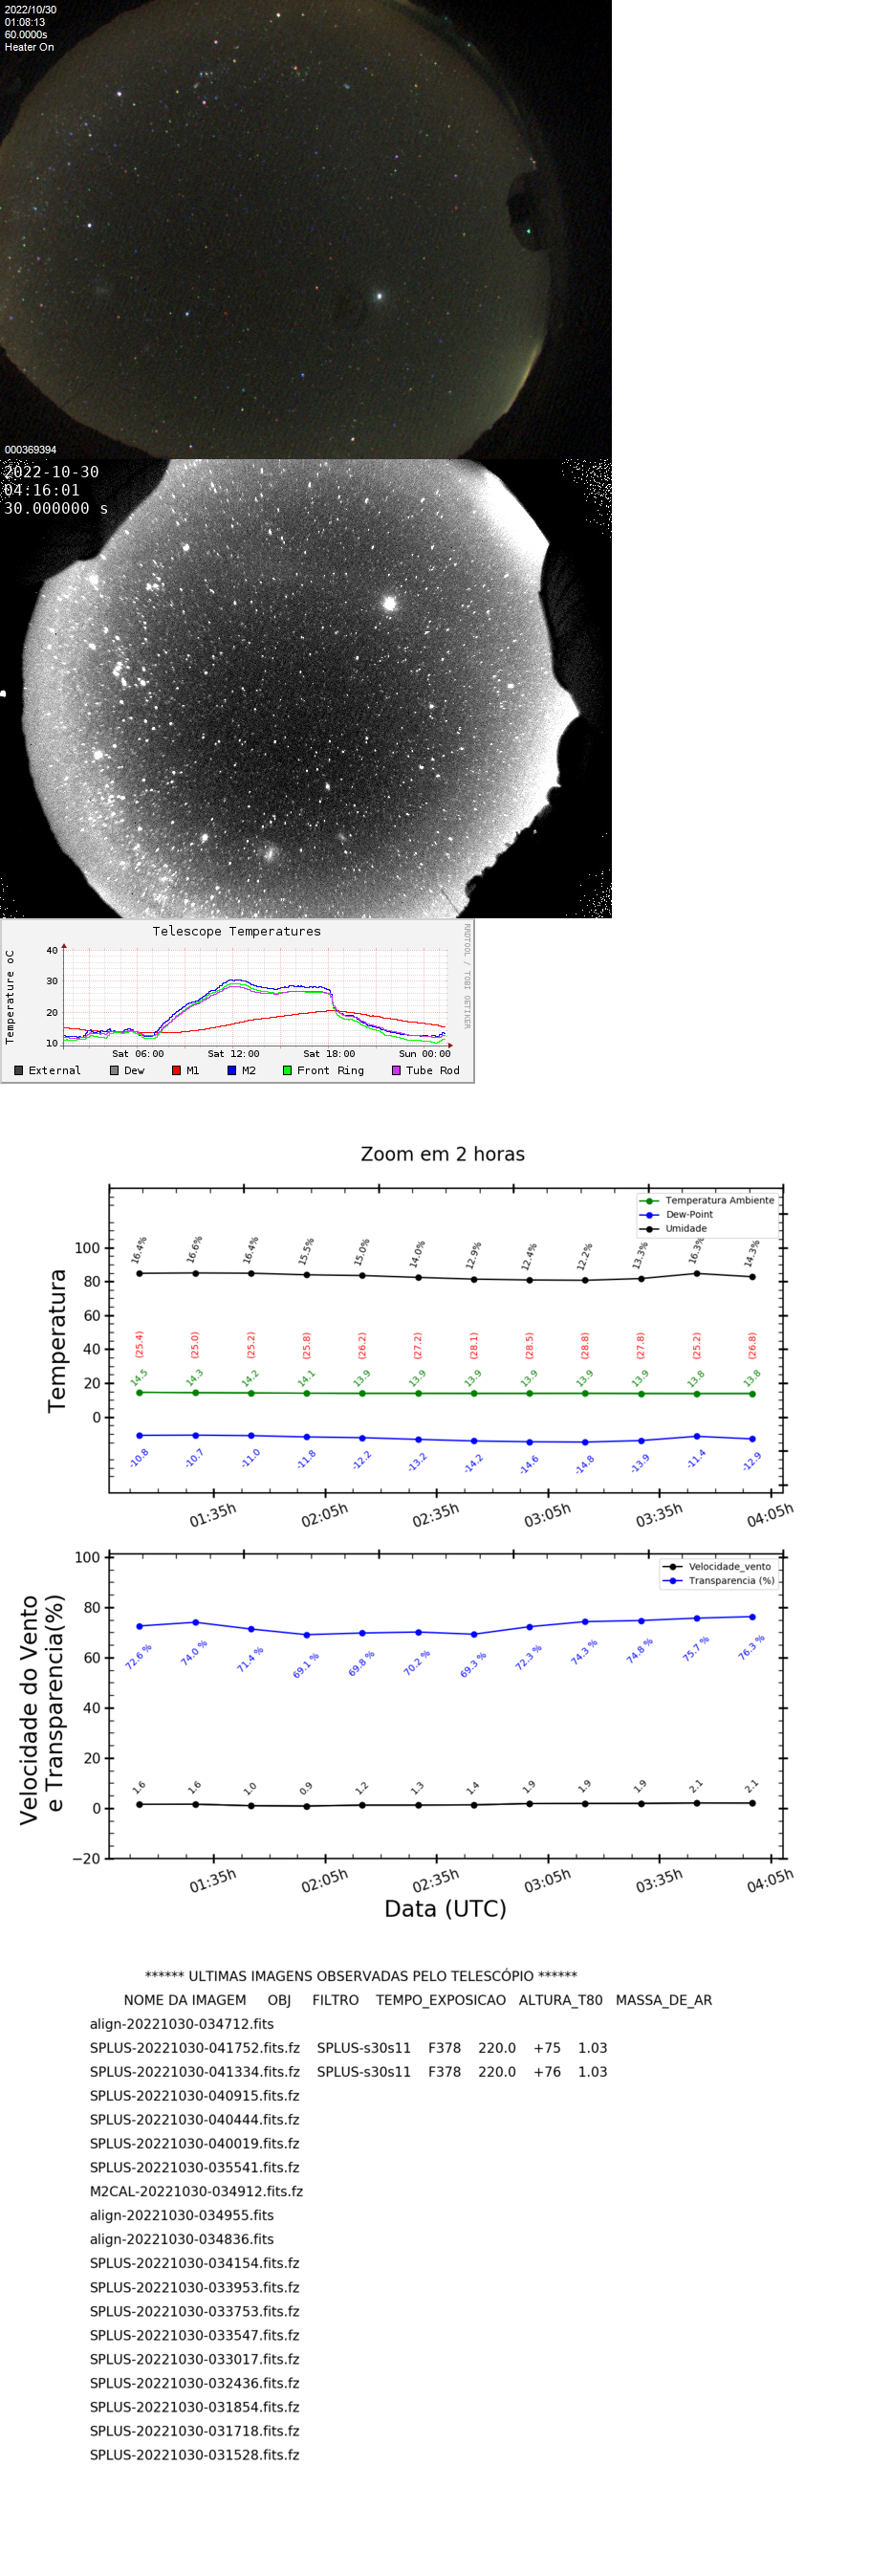 2022/10/30
01:08:13
60.0000s
Heater On
000369394
2022-10-30
04:16:01
30.000000 s
Telescope Temperatures
RRDTOOL / TOBI OETIKER
Temperature oC
40
30
20
10
Sat 06:00 Sat 12:00 Sat 18:00 Sun 00:00
External Dew M1 M2 Front Ring Tube Rod
Zoom em 2 horas
Temperatura Ambiente
Dew-Point
Umidade
Temperatura
100
80
60
40
20
0
16.4% 16.6% 16.4% 15.5% 15.0% 14.0% 12.9% 12.4% 12.2% 13.3% 16.3% 14.3%
(25.4) (25.0) (25.2) (25.8) (26.2) (27.2) (28.1) (28.5) (28.8) (27.8) (25.2) (26.8)
14.5 14.3 14.2 14.1 13.9 13.9 13.9 13.9 13.9 13.9 13.8 13.8
-10.8 -10.7 -11.0 -11.8 -12.2 -13.2 -14.2 -14.6 -14.8 -13.9 -11.4 -12.9
01:35h 02:05h 02:35h 03:05h 03:35h 04:05h
Velocidade_vento
Transparencia (%)
Velocidade do Vento
e Transparencia(%)
100
80
60
40
20
0
−20
72.6 % 74.0 % 71.4 % 69.1 % 69.8 % 70.2 % 69.3 % 72.3 % 74.3 % 74.8 % 75.7 % 76.3 %
1.6 1.6 1.0 0.9 1.2 1.3 1.4 1.9 1.9 1.9 2.1 2.1
01:35h 02:05h 02:35h 03:05h 03:35h 04:05h
Data (UTC)
****** ULTIMAS IMAGENS OBSERVADAS PELO TELESCÓPIO ******
NOME DA IMAGEM OBJ FILTRO TEMPO_EXPOSICAO ALTURA_T80 MASSA_DE_AR
align-20221030-034712.fits
SPLUS-20221030-041752.fits.fz SPLUS-s30s11 F378 220.0 +75 1.03
SPLUS-20221030-041334.fits.fz SPLUS-s30s11 F378 220.0 +76 1.03
SPLUS-20221030-040915.fits.fz
SPLUS-20221030-040444.fits.fz
SPLUS-20221030-040019.fits.fz
SPLUS-20221030-035541.fits.fz
M2CAL-20221030-034912.fits.fz
align-20221030-034955.fits
align-20221030-034836.fits
SPLUS-20221030-034154.fits.fz
SPLUS-20221030-033953.fits.fz
SPLUS-20221030-033753.fits.fz
SPLUS-20221030-033547.fits.fz
SPLUS-20221030-033017.fits.fz
SPLUS-20221030-032436.fits.fz
SPLUS-20221030-031854.fits.fz
SPLUS-20221030-031718.fits.fz
SPLUS-20221030-031528.fits.fz